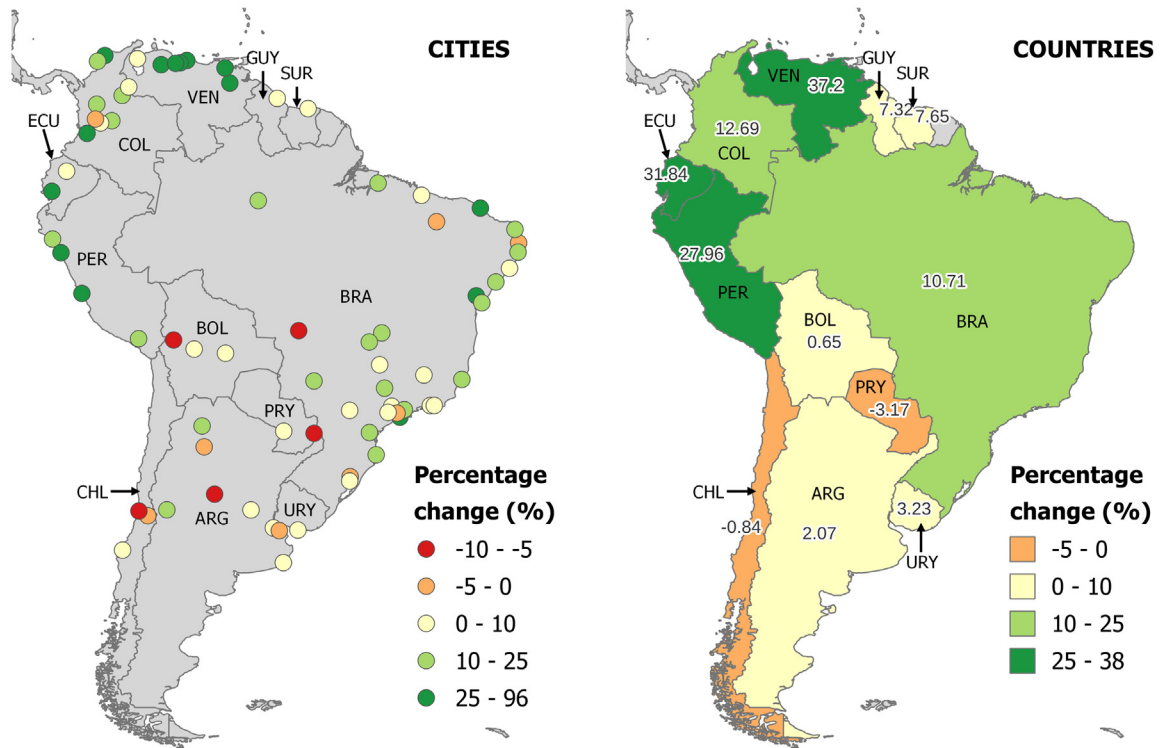 CITIES
GUY
SUR
VEN
ECU
COL
PER
BRA
BOL
PRY
CHL
ARG
URY
Percentage
change (%)
-10 - -5
-5 - 0
0 - 10
10 - 25
25 - 96
COUNTRIES
GUY
SUR
VEN
37.2
7.32
7.65
ECU
12.69
COL
31.84
27.96
PER
10.71
BRA
BOL
0.65
PRY
-3.17
CHL
ARG
-0.84
2.07
3.23
URY
Percentage
change (%)
-5 - 0
0 - 10
10 - 25
25 - 38